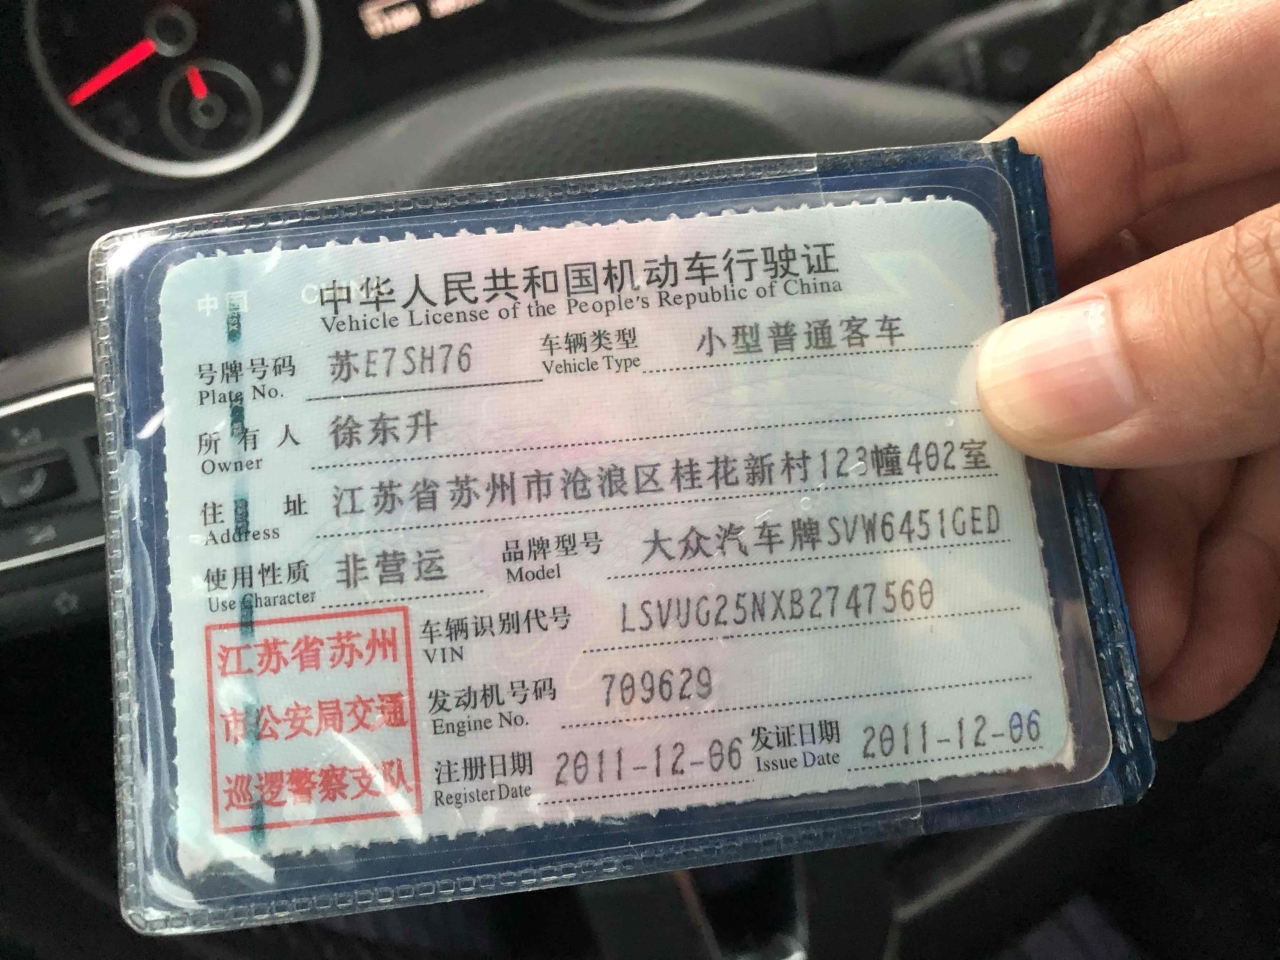 中国 CHINA
中华人民共和国机动车行驶证
Vehicle License of the People's Republic of China
号牌号码 苏E7SH76 车辆类型 小型普通客车
Plate No. Vehicle Type
所有人 徐东升
Owner
住址 江苏省苏州市沧浪区桂花新村123幢402室
Address
使用性质 非营运 品牌型号 大众汽车牌SVW6451GED
Use Character Model
车辆识别代号 LSVUG25NXB2747560
VIN
发动机号码 709629
Engine No.
注册日期 2011-12-06 发证日期 2011-12-06
Register Date Issue Date
江苏省苏州
市公安局交通
巡逻警察支队